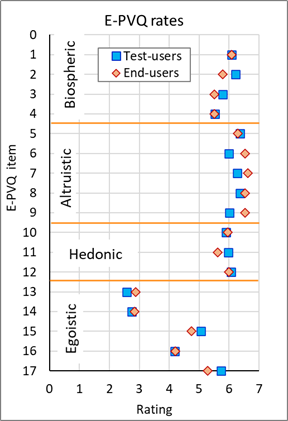 E-PVQ rates
0
1
2
3
4
5
6
7
8
9
10
11
12
13
14
15
16
17
E-PVQ item
Biospheric
Altruistic
Hedonic
Egoistic
Test-users
End-users
0 1 2 3 4 5 6 7
Rating